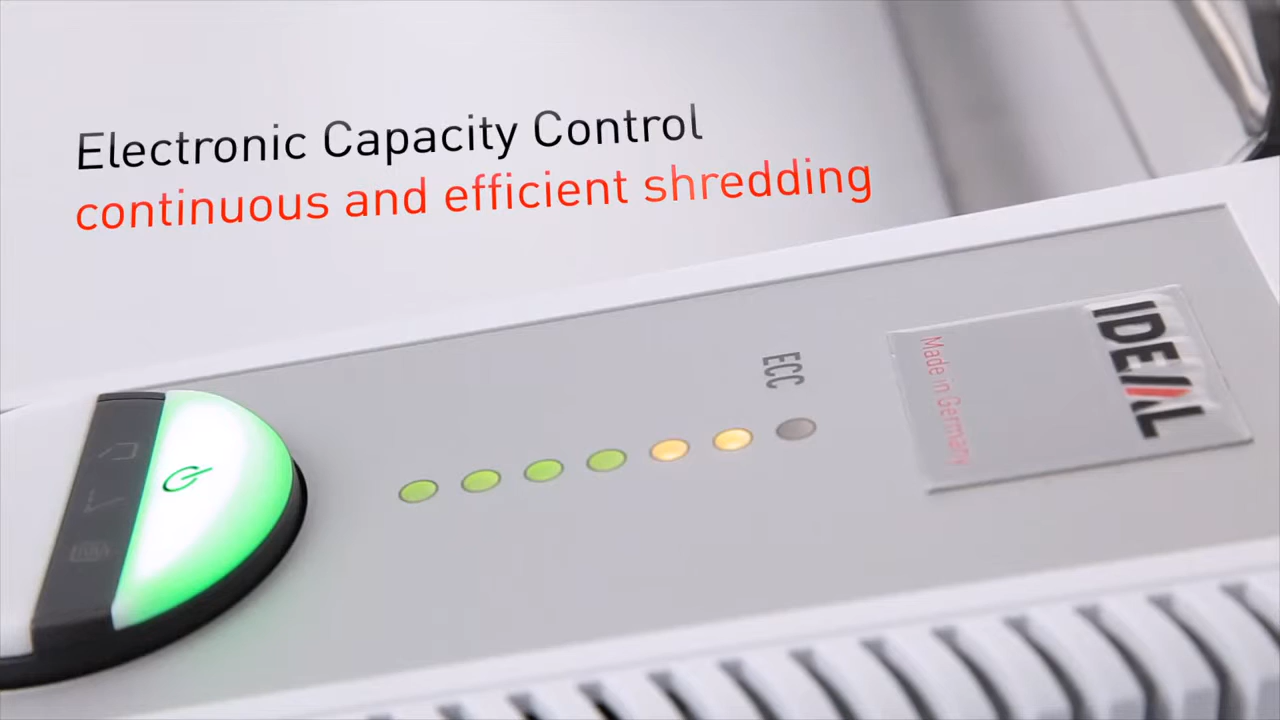 Electronic Capacity Control
continuous and efficient shredding
ECC
IDEAL
Made in Germany